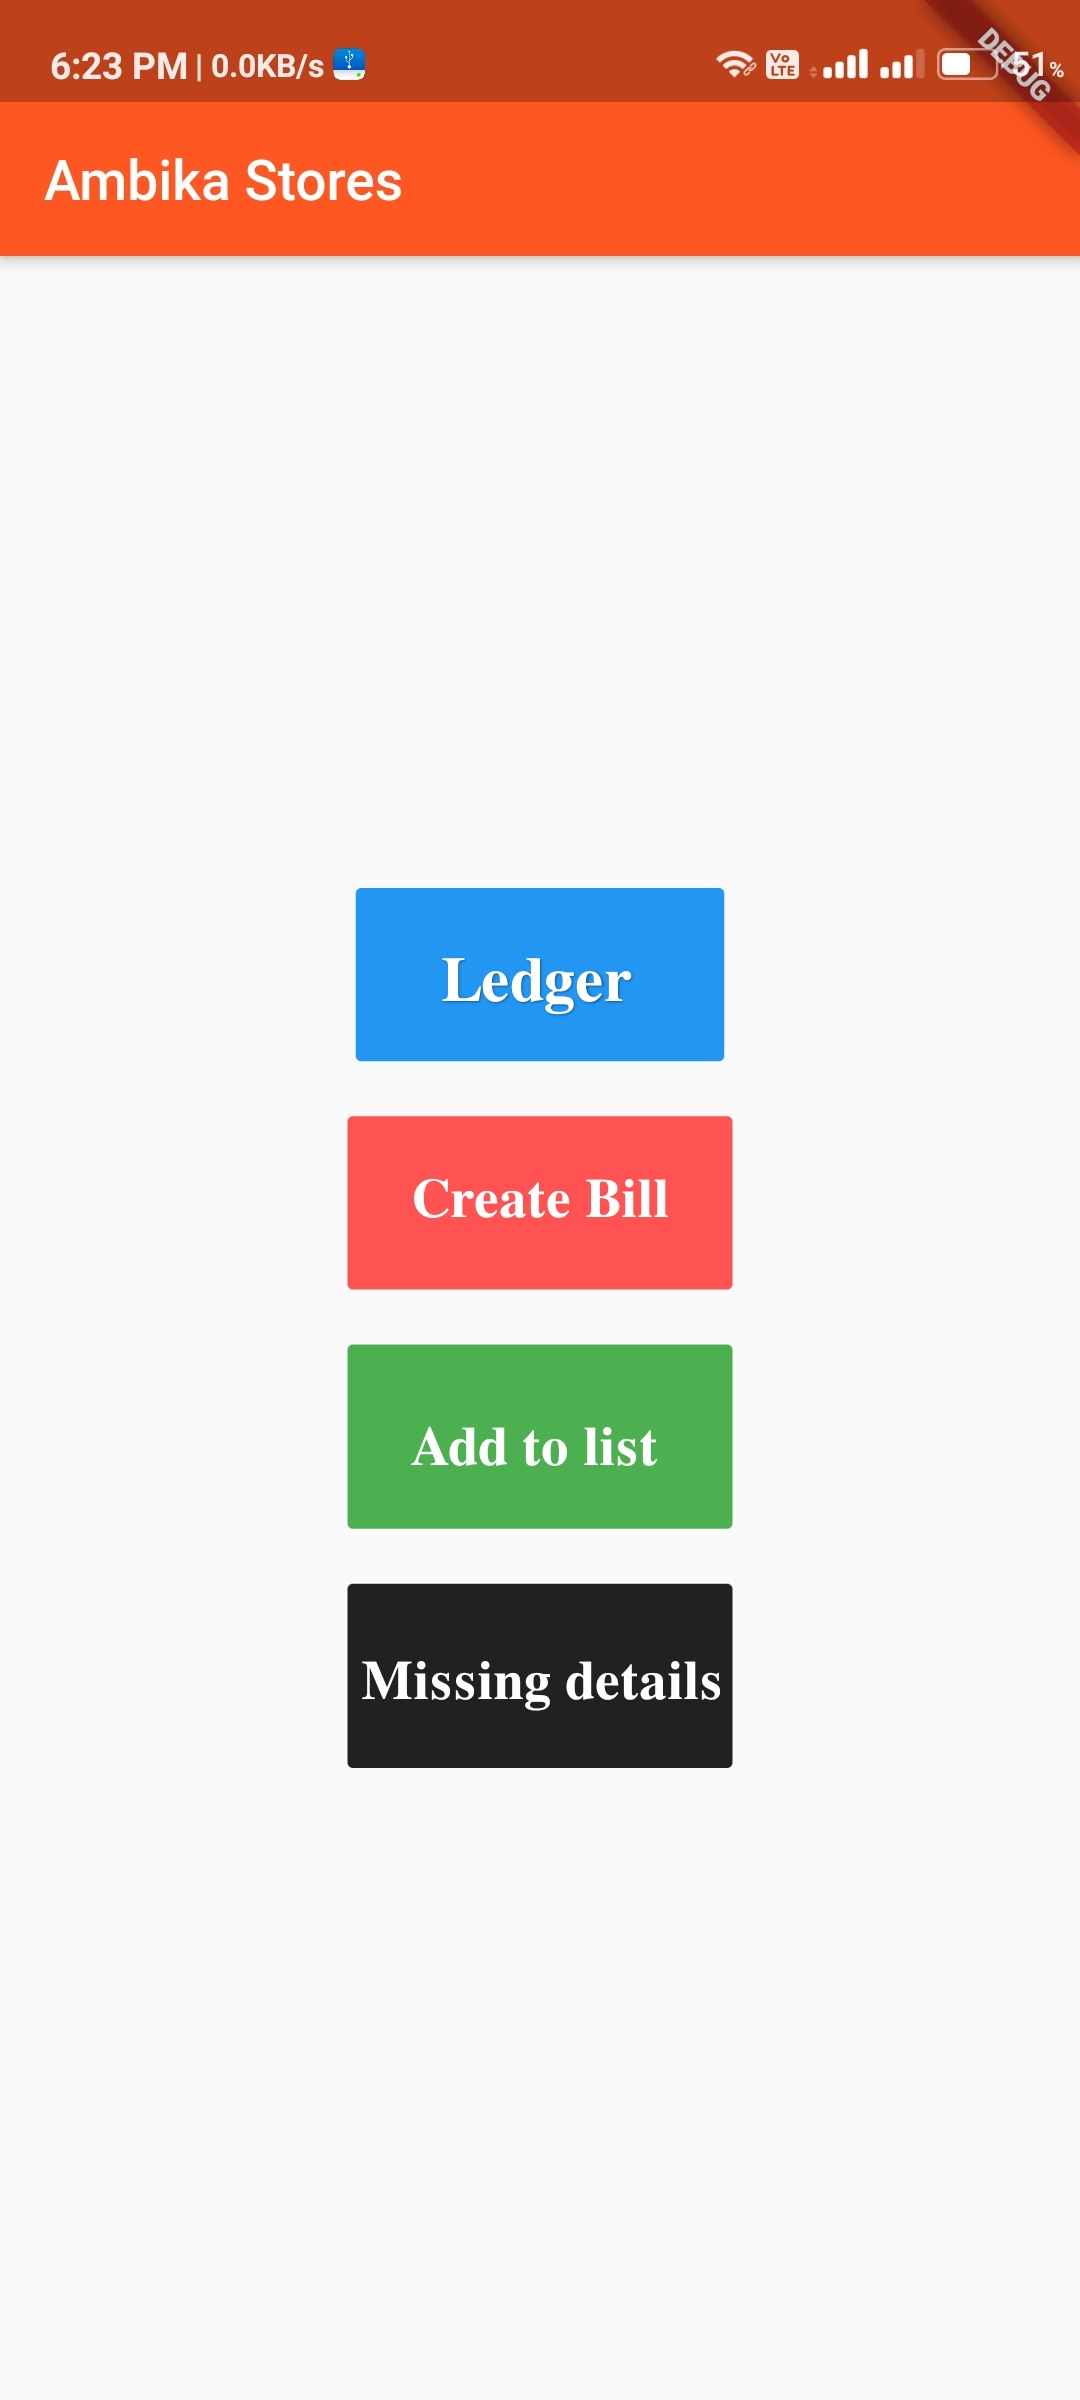 6:23 PM | 0.0KB/s
Vo
LTE
51%
DEBUG
Ambika Stores
Ledger
Create Bill
Add to list
Missing details